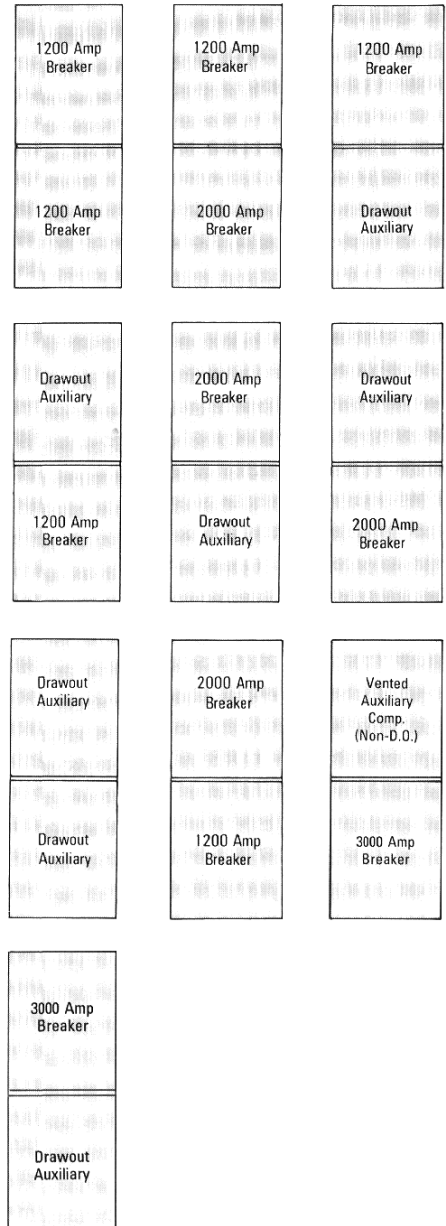 1200 Amp
Breaker
1200 Amp
Breaker
1200 Amp
Breaker
2000 Amp
Breaker
1200 Amp
Breaker
Drawout
Auxiliary
Drawout
Auxiliary
1200 Amp
Breaker
2000 Amp
Breaker
Drawout
Auxiliary
Drawout
Auxiliary
2000 Amp
Breaker
Drawout
Auxiliary
Drawout
Auxiliary
2000 Amp
Breaker
1200 Amp
Breaker
Vented
Auxiliary
Comp.
(Non-D.O.)
3000 Amp
Breaker
3000 Amp
Breaker
Drawout
Auxiliary